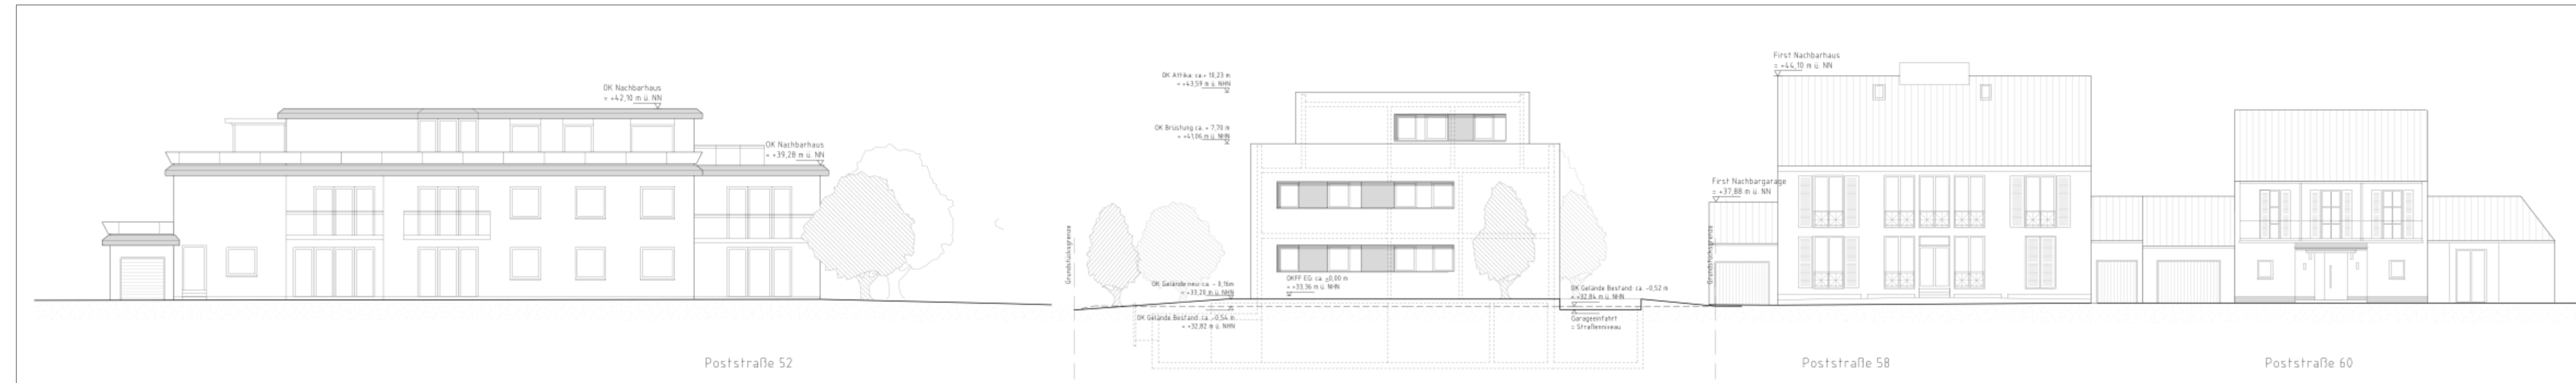 OK Nachbarhaus
= +42,10 m ü. NN
OK Nachbarhaus
= +39,28 m ü. NN
Grundstücksgrenze
OK Attika: ca.+ 10,23 m
= +43,59 m ü. NHN
OK Brüstung ca. + 7,70 m
= +41,06 m ü. NHN
OKFF EG: ca. ±0,00 m
= +33,36 m ü. NHN
OK Gelände neu: ca. - 0,16m
= +33,20 m ü. NHN
OK Gelände Bestand: ca. -0,54 m
= +32,82 m ü. NHN
OK Gelände Bestand: ca. -0,52 m
= +32,84 m ü. NHN
Garageeinfahrt
= Straßenniveau
First Nachbarhaus
= +44,10 m ü. NN
First Nachbargarage
= +37,88 m ü. NN
Grundstücksgrenze
Poststraße 52
Poststraße 58
Poststraße 60